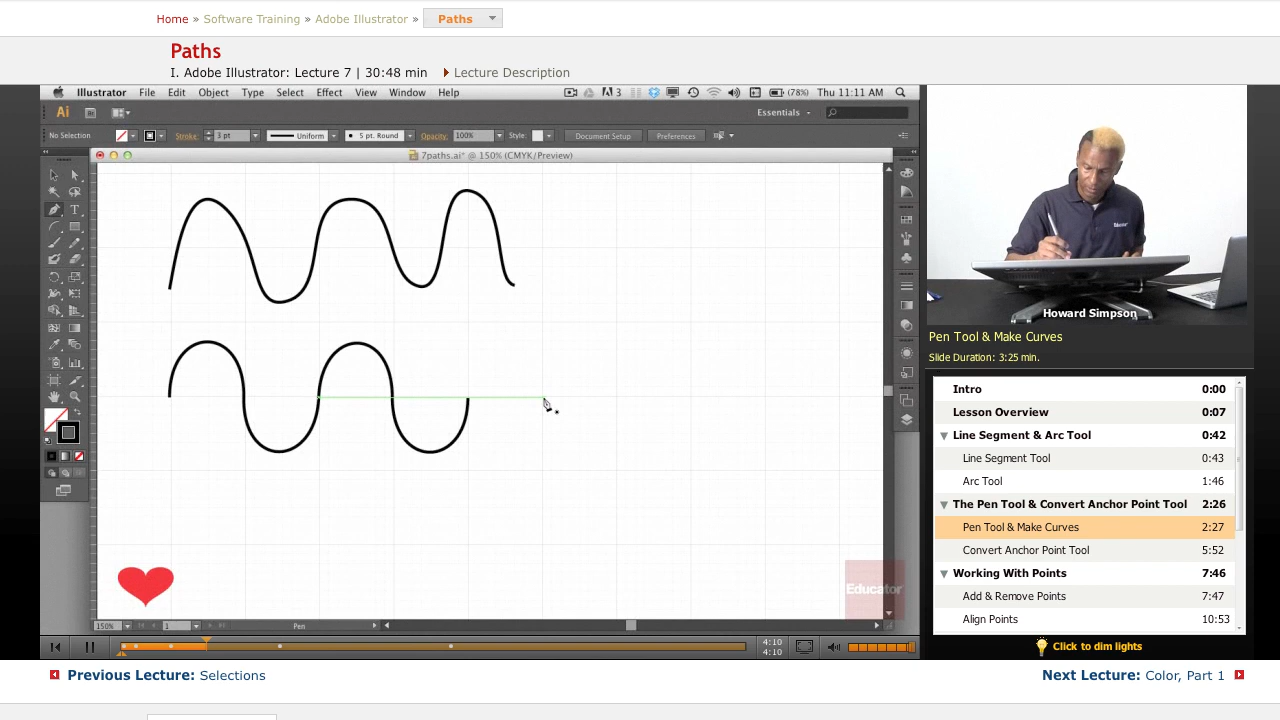 Home » Software Training » Adobe Illustrator » Paths
Paths
I. Adobe Illustrator: Lecture 7 | 30:48 min Lecture Description
Illustrator File Edit Object Type Select Effect View Window Help 3 (78%) Thu 11:11 AM
Ai Br Essentials
No Selection Stroke: 3 pt Uniform 5 pt. Round Opacity: 100% Style: Document Setup Preferences
7paths.ai* @ 150% (CMYK/Preview)
T
Educator
150% 1 Pen
4:10
4:10
Howard Simpson
Pen Tool & Make Curves
Slide Duration: 3:25 min.
Intro 0:00
Lesson Overview 0:07
Line Segment & Arc Tool 0:42
Line Segment Tool 0:43
Arc Tool 1:46
The Pen Tool & Convert Anchor Point Tool 2:26
Pen Tool & Make Curves 2:27
Convert Anchor Point Tool 5:52
Working With Points 7:46
Add & Remove Points 7:47
Align Points 10:53
Click to dim lights
Previous Lecture: Selections
Next Lecture: Color, Part 1